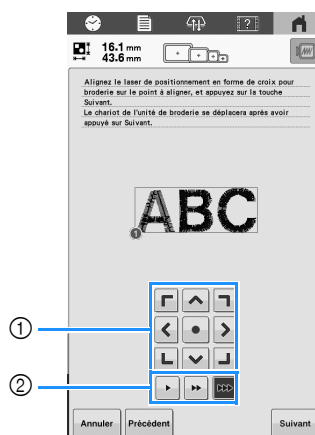 16.1 mm
43.6 mm
Alignez le laser de positionnement en forme de croix pour
broderie sur le point à aligner, et appuyez sur la touche
Suivant.
Le chariot de l'unité de broderie se déplacera après avoir
appuyé sur Suivant.
ABC
1
①
②
Annuler
Précédent
Suivant